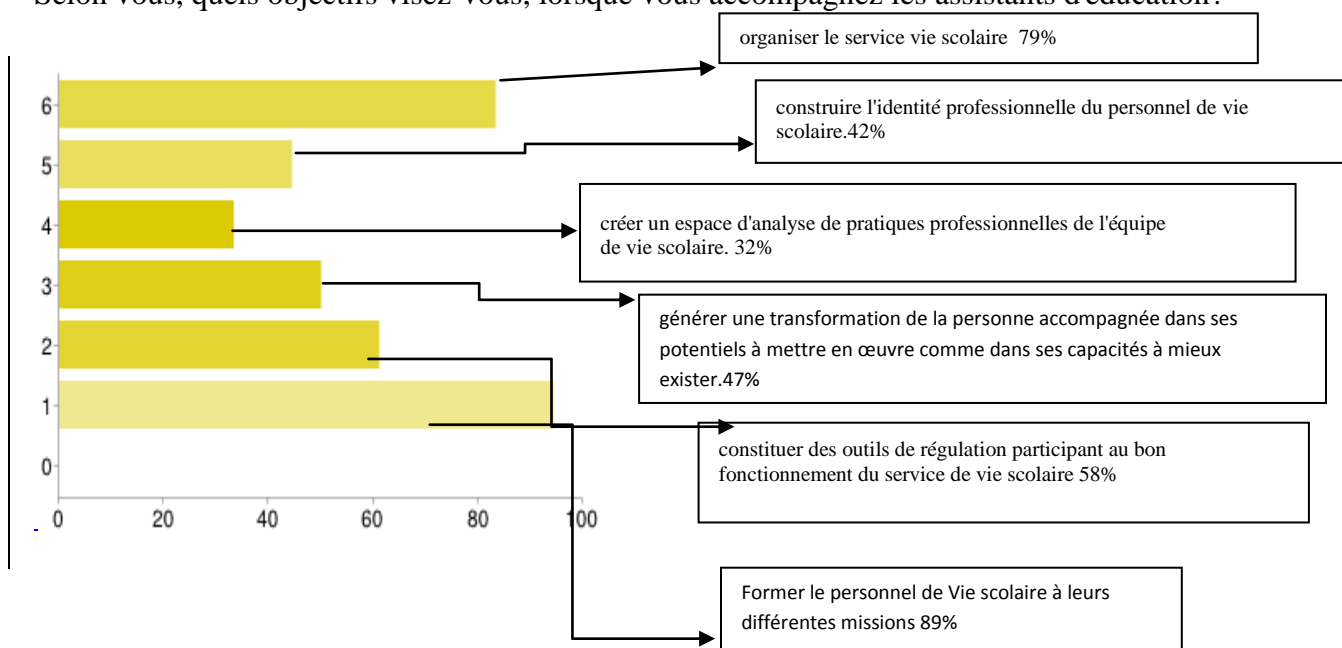 Selon vous, quels objectifs visez-vous, lorsque vous accompagnez les assistants d'éducation?
organiser le service vie scolaire 79%
construire l'identité professionnelle du personnel de vie
scolaire.42%
créer un espace d'analyse de pratiques professionnelles de l'équipe
de vie scolaire. 32%
générer une transformation de la personne accompagnée dans ses
potentiels à mettre en œuvre comme dans ses capacités à mieux
exister.47%
constituer des outils de régulation participant au bon
fonctionnement du service de vie scolaire 58%
Former le personnel de Vie scolaire à leurs
différentes missions 89%
6
5
4
3
2
1
0
0 20 40 60 80 100